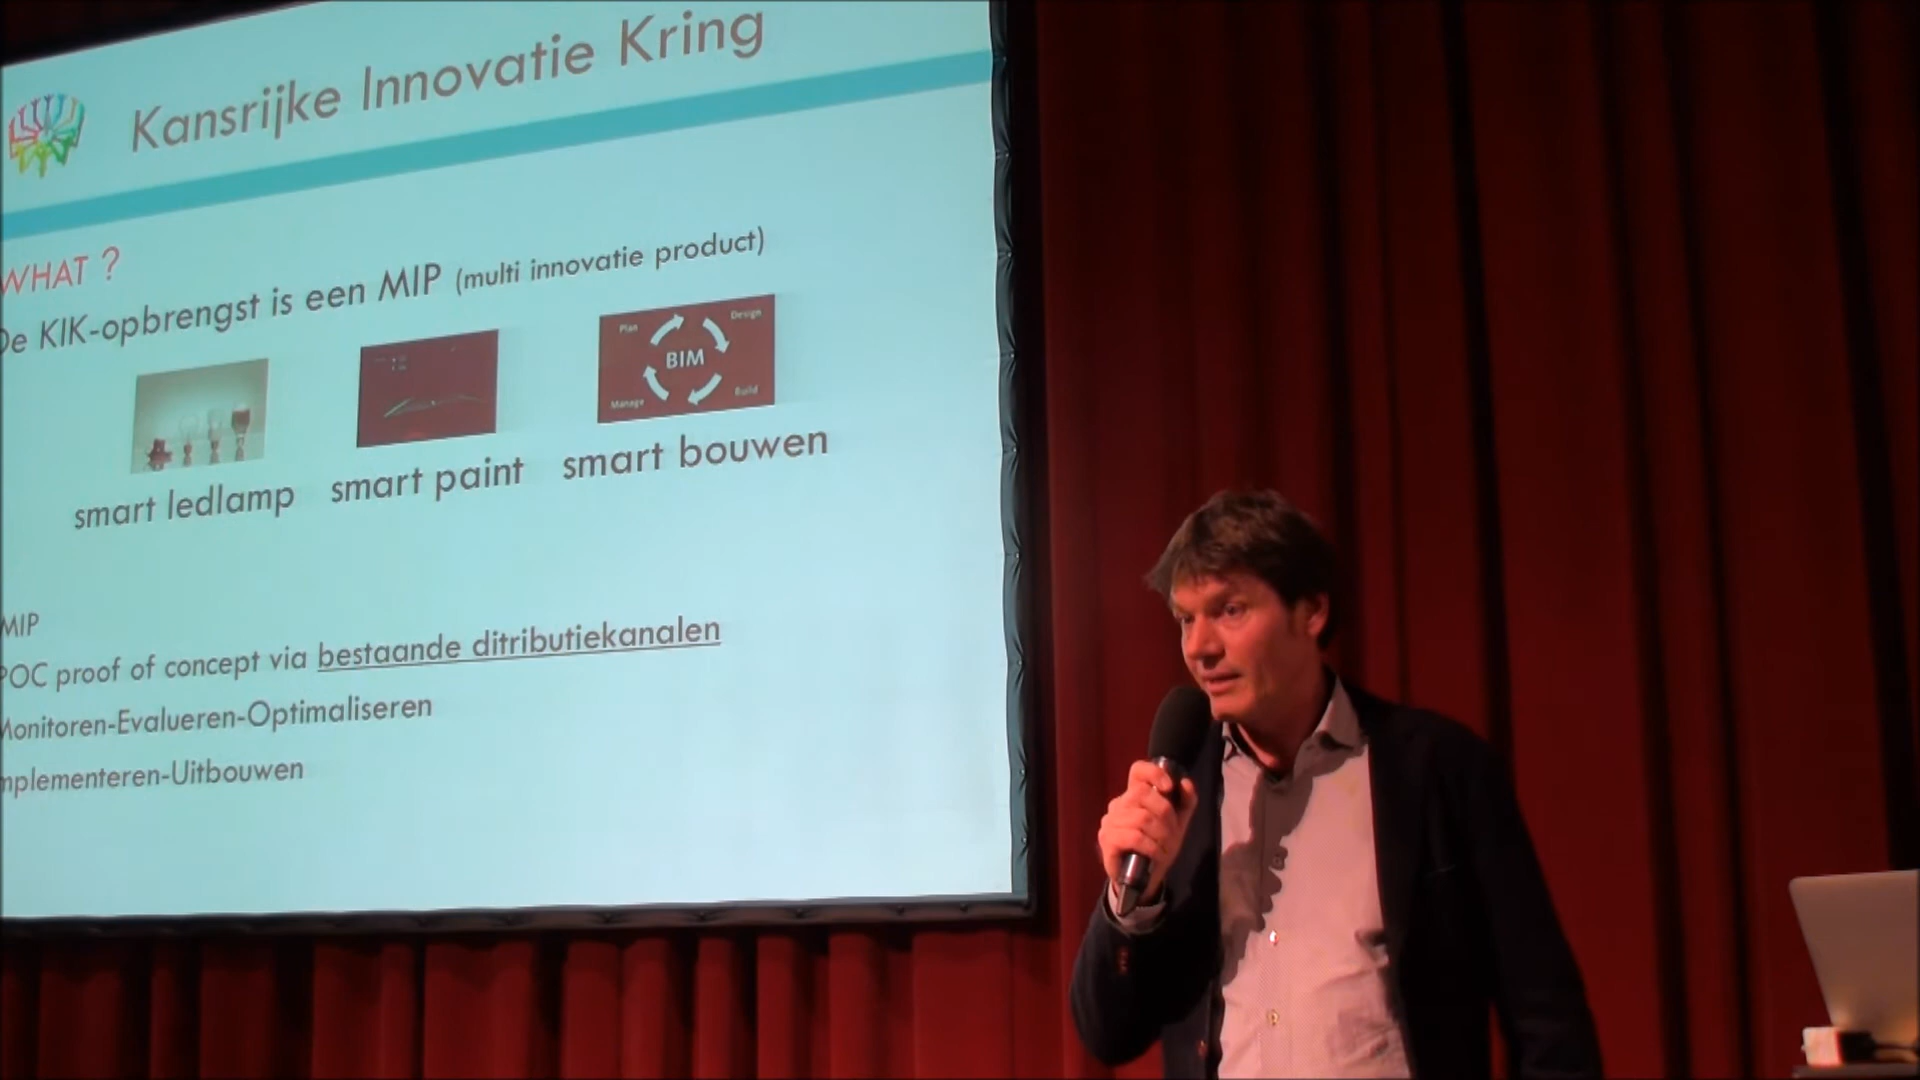 Kansrijke Innovatie Kring
WHAT ?
De KIK-opbrengst is een MIP (multi innovatie product)
Plan
Design
BIM
Manage
Build
smart ledlamp
smart paint
smart bouwen
MIP
POC proof of concept via bestaande ditributiekanalen
Monitoren-Evalueren-Optimaliseren
mplementeren-Uitbouwen